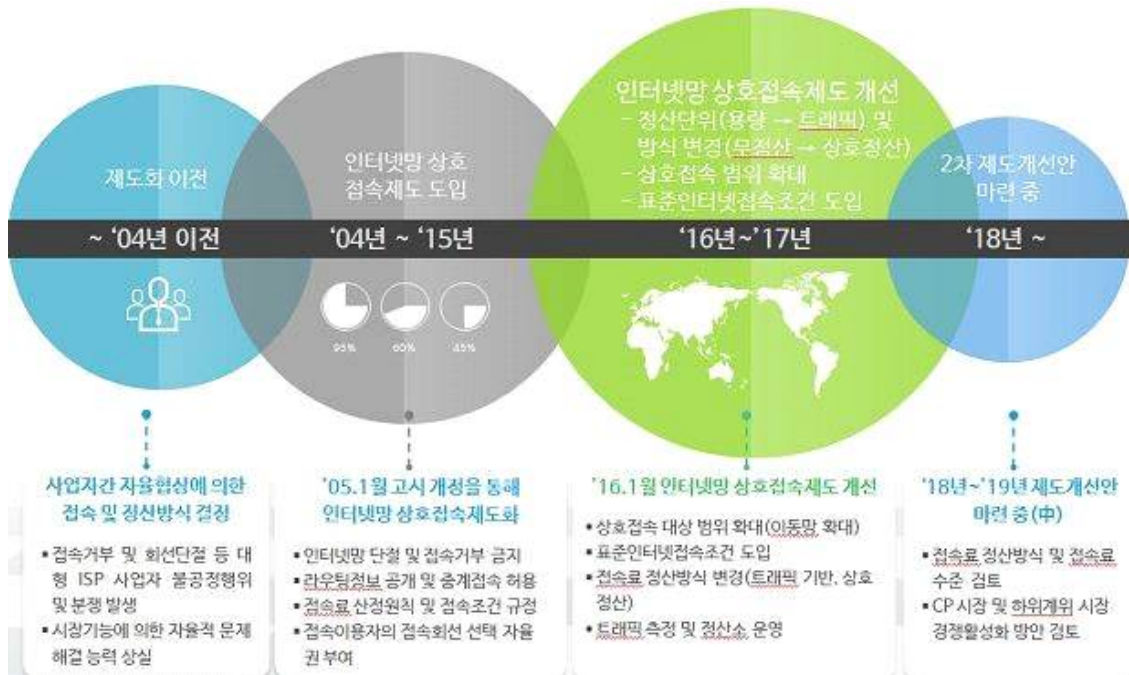 제도화 이전
~ ‘04년 이전
인터넷망 상호
접속제도 도입
‘04년 ~ ‘15년
95%
60%
45%
인터넷망 상호접속제도 개선
- 정산단위(용량 → 트래픽) 및
방식 변경(무정산 → 상호정산)
- 상호접속 범위 확대
- 표준인터넷접속조건 도입
‘16년~’17년
2차 제도개선안
마련 중
‘18년 ~
사업자간 자율협상에 의한
접속 및 정산방식 결정
▪ 접속거부 및 회선단절 등 대
형 ISP 사업자 불공정행위
및 분쟁 발생
▪ 시장기능에 의한 자율적 문제
해결 능력 상실
’05.1월 고시 개정을 통해
인터넷망 상호접속제도화
▪ 인터넷망 단절 및 접속거부 금지
▪ 라우팅정보 공개 및 중계접속 허용
▪ 접속료 산정원칙 및 접속조건 규정
▪ 접속이용자의 접속회선 선택 자율
권 부여
’16.1월 인터넷망 상호접속제도 개선
▪ 상호접속 대상 범위 확대(이동망 확대)
▪ 표준인터넷접속조건 도입
▪ 접속료 정산방식 변경(트래픽 기반, 상호
정산)
▪ 트래픽 측정 및 정산소 운영
’18년~’19년 제도개선안
마련 중(中)
▪ 접속료 정산방식 및 접속료
수준 검토
▪ CP 시장 및 하위계위 시장
경쟁활성화 방안 검토